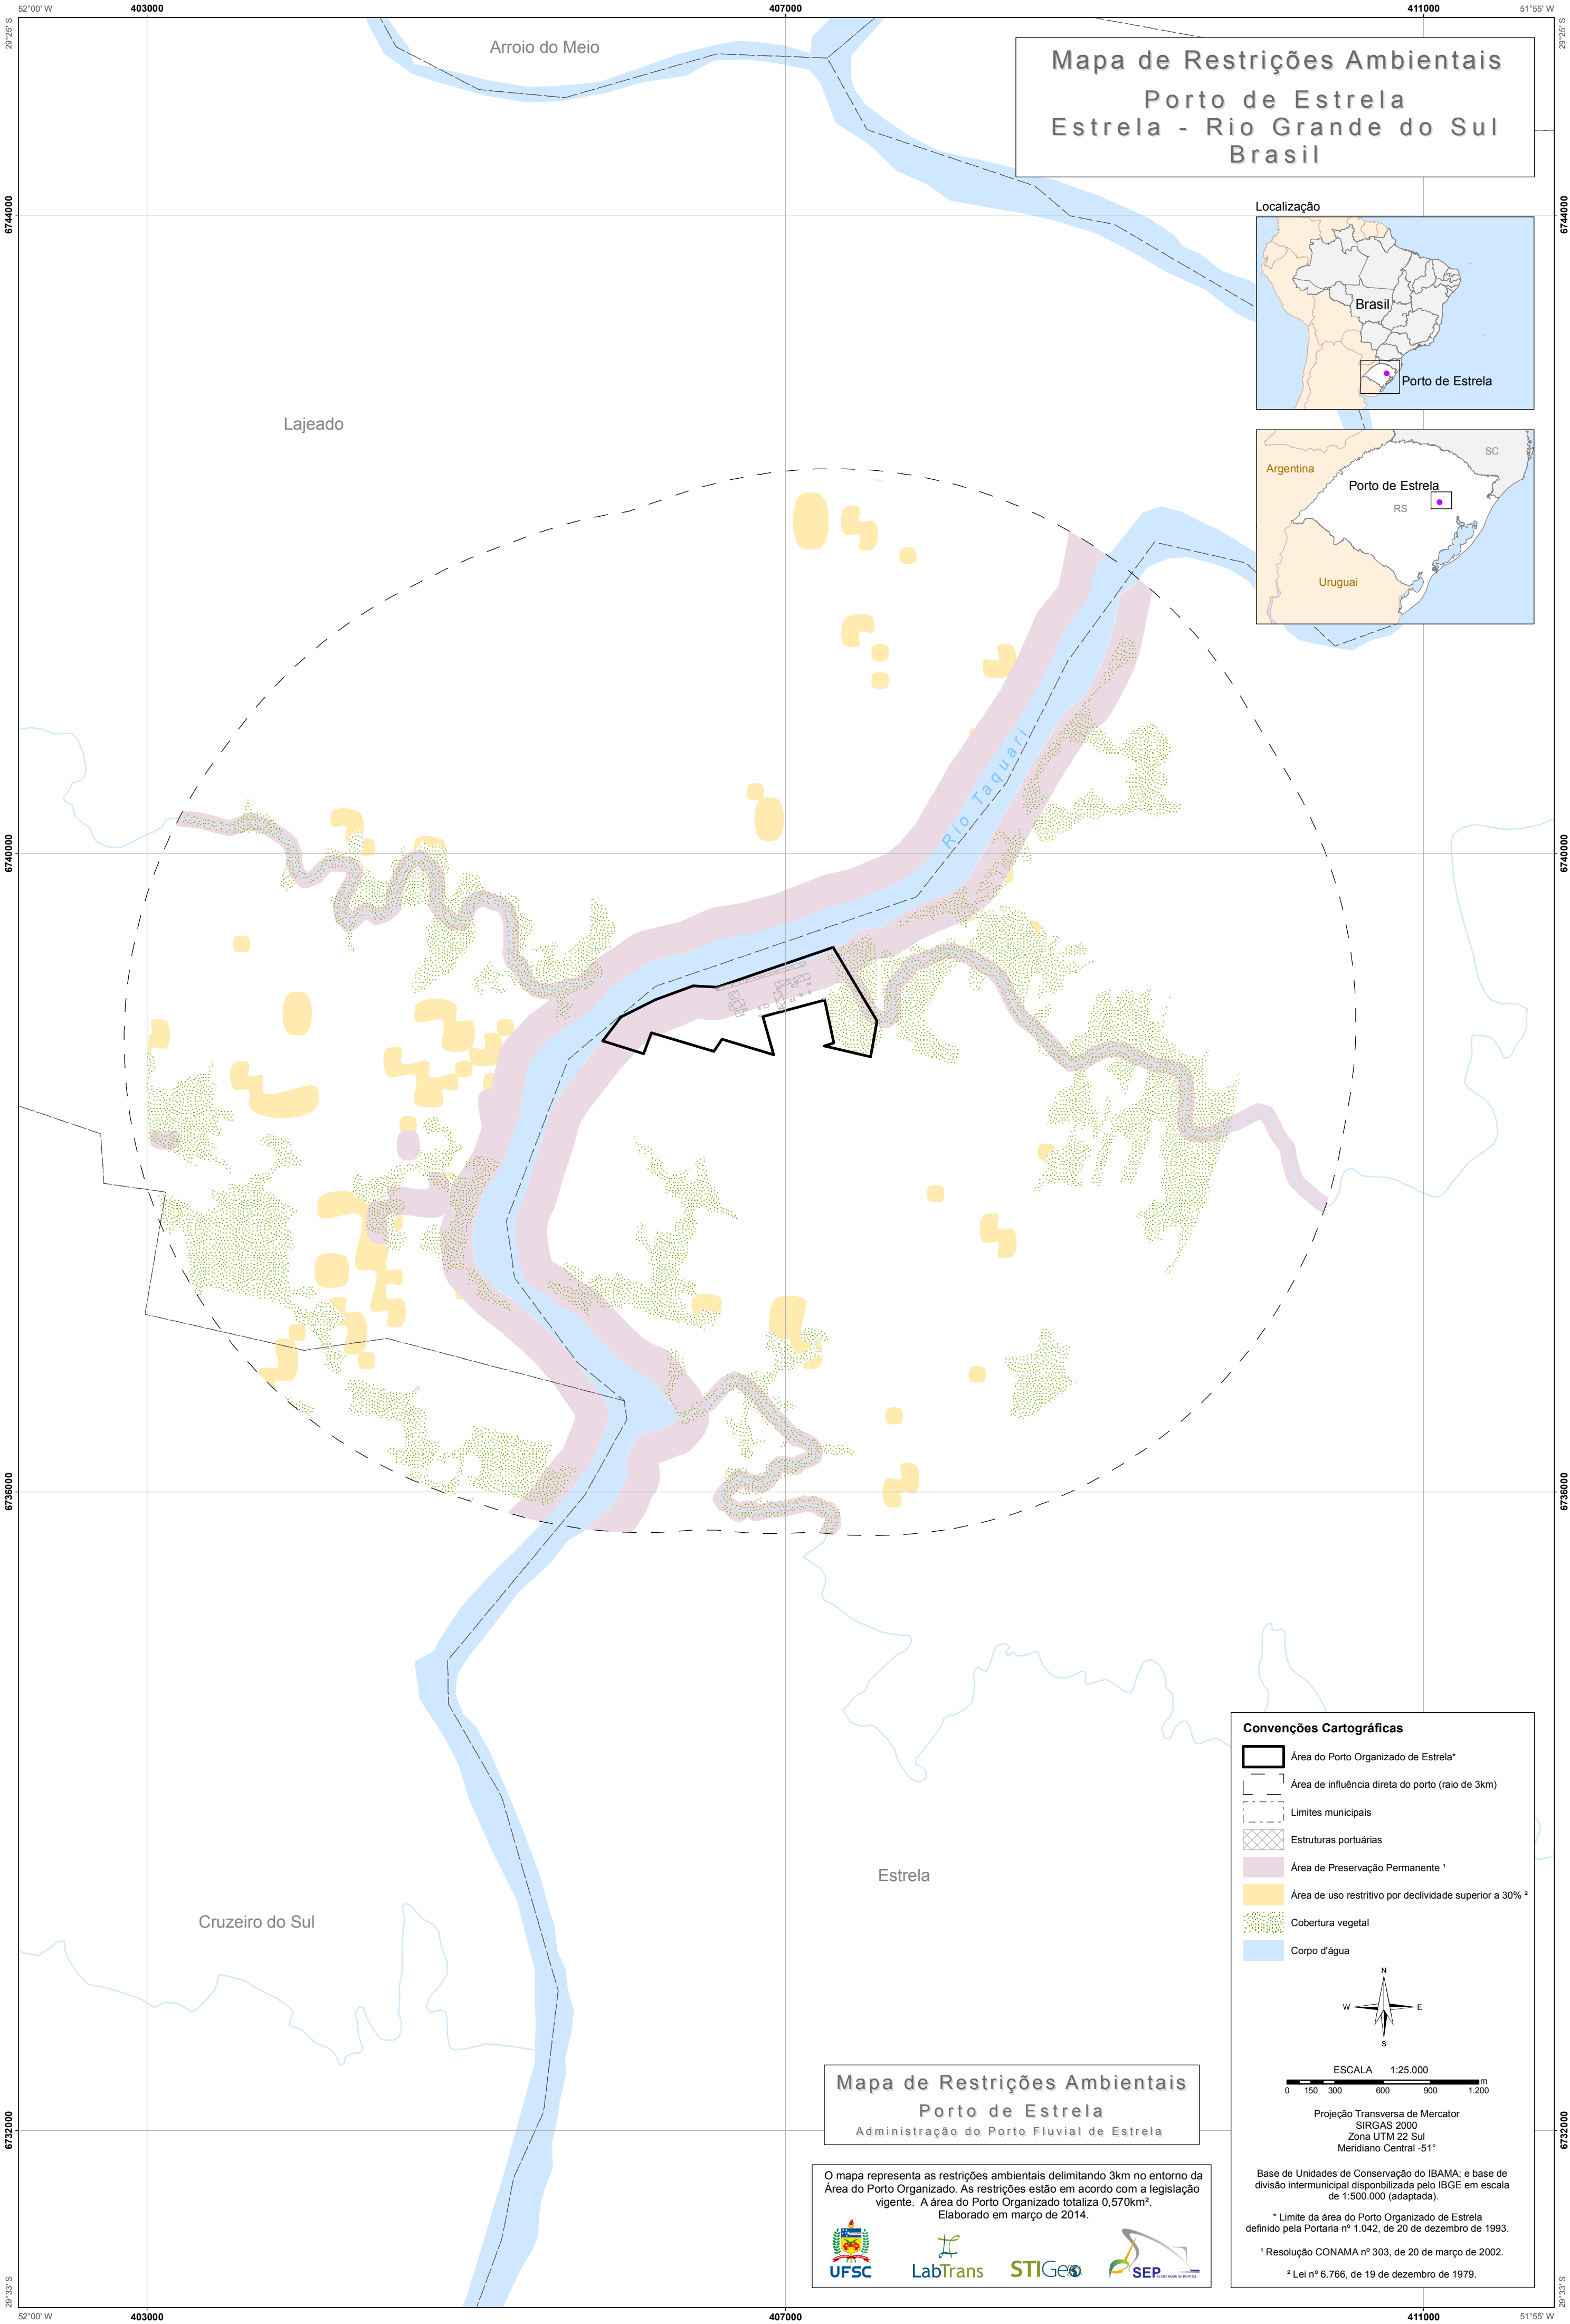 52°00' W
403000
407000
411000
51°55' W
29°25' S
29°25' S
Arroio do Meio
Mapa de Restrições Ambientais
Porto de Estrela
Estrela - Rio Grande do Sul
Brasil
6744000
6744000
Localização
Brasil
Porto de Estrela
Lajeado
Argentina
SC
Porto de Estrela
RS
Uruguai
Rio Taquari
6740000
6740000
6736000
6736000
Convenções Cartográficas
Área do Porto Organizado de Estrela*
Área de influência direta do porto (raio de 3km)
Limites municipais
Estruturas portuárias
Área de Preservação Permanente ¹
Área de uso restritivo por declividade superior a 30% ²
Cobertura vegetal
Corpo d'água
Estrela
Cruzeiro do Sul
N
W
E
S
ESCALA 1:25.000
m
0 150 300 600 900 1.200
Projeção Transversa de Mercator
SIRGAS 2000
Zona UTM 22 Sul
Meridiano Central -51°
Base de Unidades de Conservação do IBAMA; e base de
divisão intermunicipal disponbilizada pelo IBGE em escala
de 1:500.000 (adaptada).
* Limite da área do Porto Organizado de Estrela
definido pela Portaria nº 1.042, de 20 de dezembro de 1993.
¹ Resolução CONAMA nº 303, de 20 de março de 2002.
² Lei nº 6.766, de 19 de dezembro de 1979.
Mapa de Restrições Ambientais
Porto de Estrela
Administração do Porto Fluvial de Estrela
6732000
6732000
O mapa representa as restrições ambientais delimitando 3km no entorno da
Área do Porto Organizado. As restrições estão em acordo com a legislação
vigente. A área do Porto Organizado totaliza 0,570km².
Elaborado em março de 2014.
UFSC
LabTrans
STIGeo
SEP
SECRETARIA DE PORTOS
29°33' S
29°33' S
52°00' W
403000
407000
411000
51°55' W